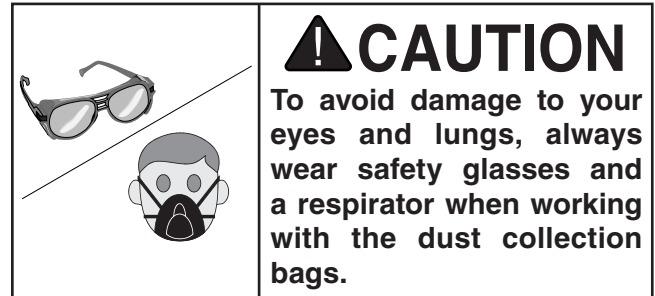 CAUTION
To avoid damage to your
eyes and lungs, always
wear safety glasses and
a respirator when working
with the dust collection
bags.